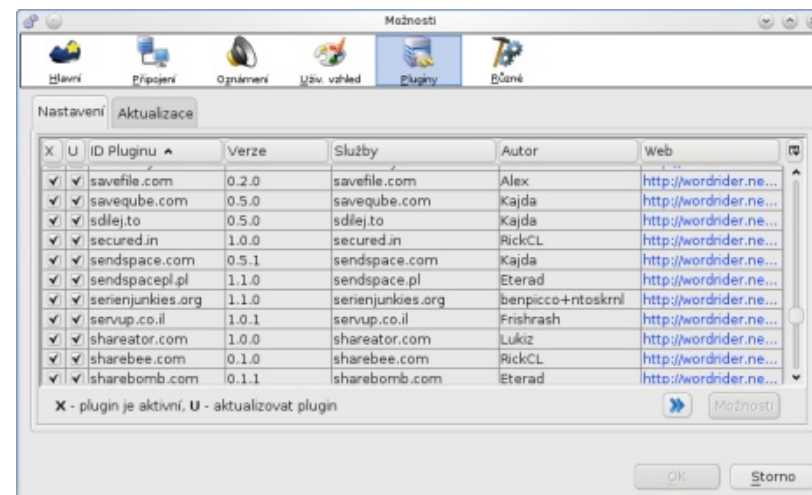 Možnosti
Hlavní Připojení Oznámení Uživ. vzhled Pluginy Různé
Nastavení Aktualizace
X U ID Pluginu Verze Služby Autor Web
savefile.com 0.2.0 savefile.com Alex http://wordrider.ne...
saveqube.com 0.5.0 saveqube.com Kajda http://wordrider.ne...
sdilej.to 0.5.0 sdilej.to Kajda http://wordrider.ne...
secured.in 1.0.0 secured.in RickCL http://wordrider.ne...
sendspace.com 0.5.1 sendspace.com Kajda http://wordrider.ne...
sendspacepl.pl 1.1.0 sendspace.pl Eterad http://wordrider.ne...
serienjunkies.org 1.1.0 serienjunkies.org benpicco+ntoskrnl http://wordrider.ne...
servup.co.il 1.0.1 servup.co.il Frishrash http://wordrider.ne...
shareator.com 1.0.0 shareator.com Lukiz http://wordrider.ne...
sharebee.com 0.1.0 sharebee.com RickCL http://wordrider.ne...
sharebomb.com 0.1.1 sharebomb.com Eterad http://wordrider.ne...
X - plugin je aktivní, U - aktualizovat plugin
Možnosti
OK Storno